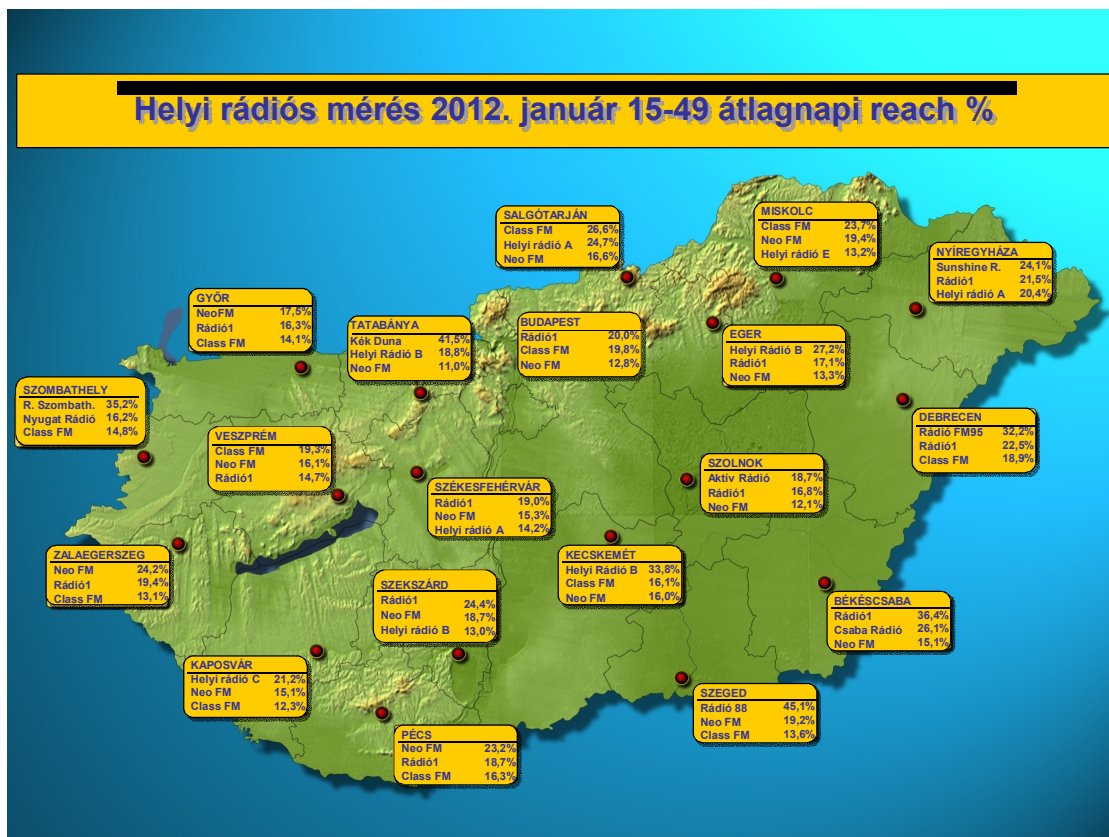 Helyi rádiós mérés 2012. január 15-49 átlagnapi reach %
SALGÓTARJÁN
Class FM 26,6%
Helyi rádió A 24,7%
Neo FM 16,6%
MISKOLC
Class FM 23,7%
Neo FM 19,4%
Helyi rádió E 13,2%
NYÍREGYHÁZA
Sunshine R. 24,1%
Rádió1 21,5%
Helyi rádió A 20,4%
GYŐR
NeoFM 17,5%
Rádió1 16,3%
Class FM 14,1%
TATABÁNYA
Kék Duna 41,5%
Helyi Rádió B 18,8%
Neo FM 11,0%
BUDAPEST
Rádió1 20,0%
Class FM 19,8%
Neo FM 12,8%
EGER
Helyi Rádió B 27,2%
Rádió1 17,1%
Neo FM 13,3%
SZOMBATHELY
R. Szombath. 35,2%
Nyugat Rádió 16,2%
Class FM 14,8%
DEBRECEN
Rádió FM95 32,2%
Rádió1 22,5%
Class FM 18,9%
VESZPRÉM
Class FM 19,3%
Neo FM 16,1%
Rádió1 14,7%
SZÉKESFEHÉRVÁR
Rádió1 19,0%
Neo FM 15,3%
Helyi rádió A 14,2%
SZOLNOK
Aktív Rádió 18,7%
Rádió1 16,8%
Neo FM 12,1%
ZALAEGERSZEG
Neo FM 24,2%
Rádió1 19,4%
Class FM 13,1%
SZEKSZÁRD
Rádió1 24,4%
Neo FM 18,7%
Helyi rádió B 13,0%
KECSKEMÉT
Helyi Rádió B 33,8%
Class FM 16,1%
Neo FM 16,0%
BÉKÉSCSABA
Rádió1 36,4%
Csaba Rádió 26,1%
Neo FM 15,1%
KAPOSVÁR
Helyi rádió C 21,2%
Neo FM 15,1%
Class FM 12,3%
SZEGED
Rádió 88 45,1%
Neo FM 19,2%
Class FM 13,6%
PÉCS
Neo FM 23,2%
Rádió1 18,7%
Class FM 16,3%